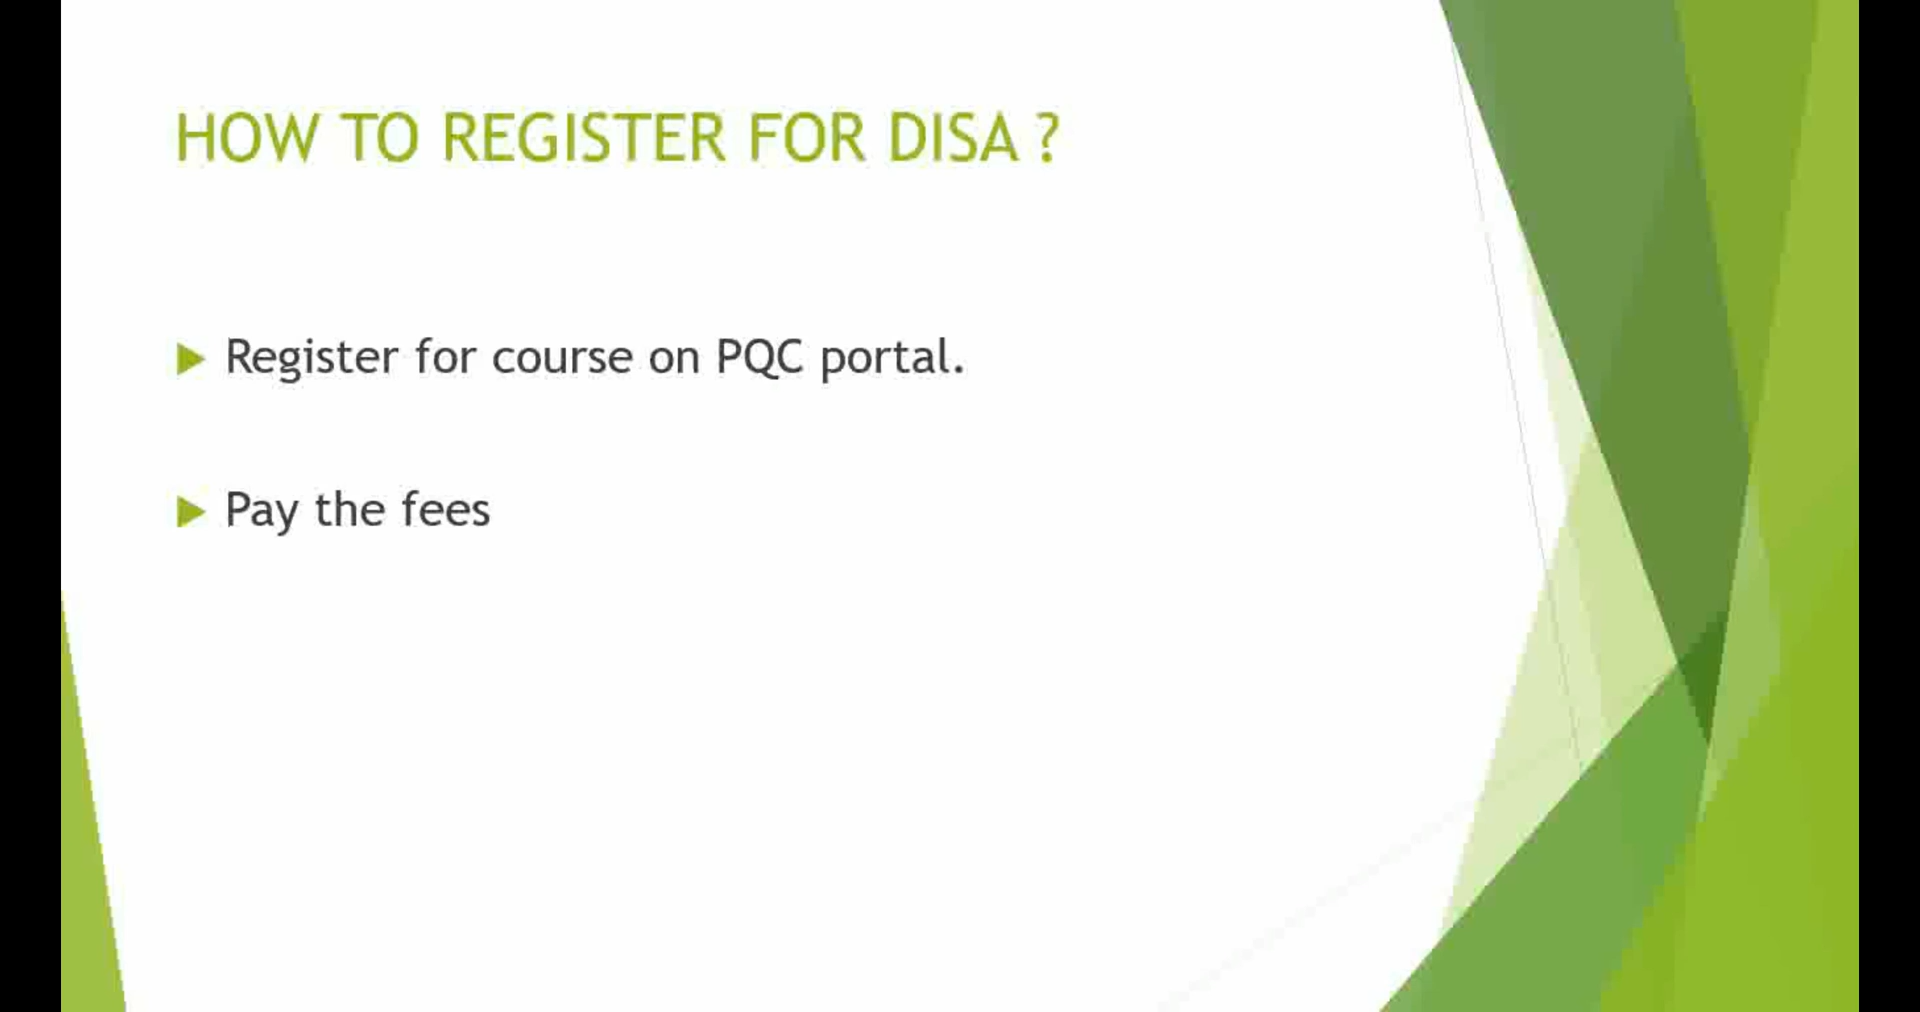 HOW TO REGISTER FOR DISA ?
Register for course on PQC portal.
Pay the fees